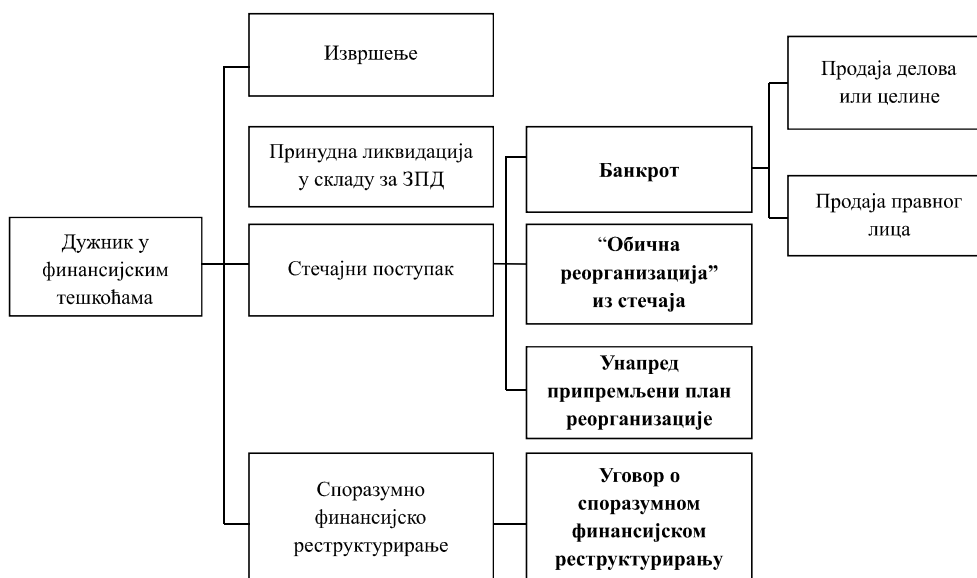 Дужник у
финансијским
тешкоћама
Извршење
Принудна ликвидација
у складу за ЗПД
Стечајни поступак
Споразумно
финансијско
реструктурирање
Банкрот
“Обична
реорганизација”
из стечаја
Унапред
припремљени план
реорганизације
Уговор о
споразумном
финансијском
реструктурирању
Продаја делова
или целине
Продаја правног
лица